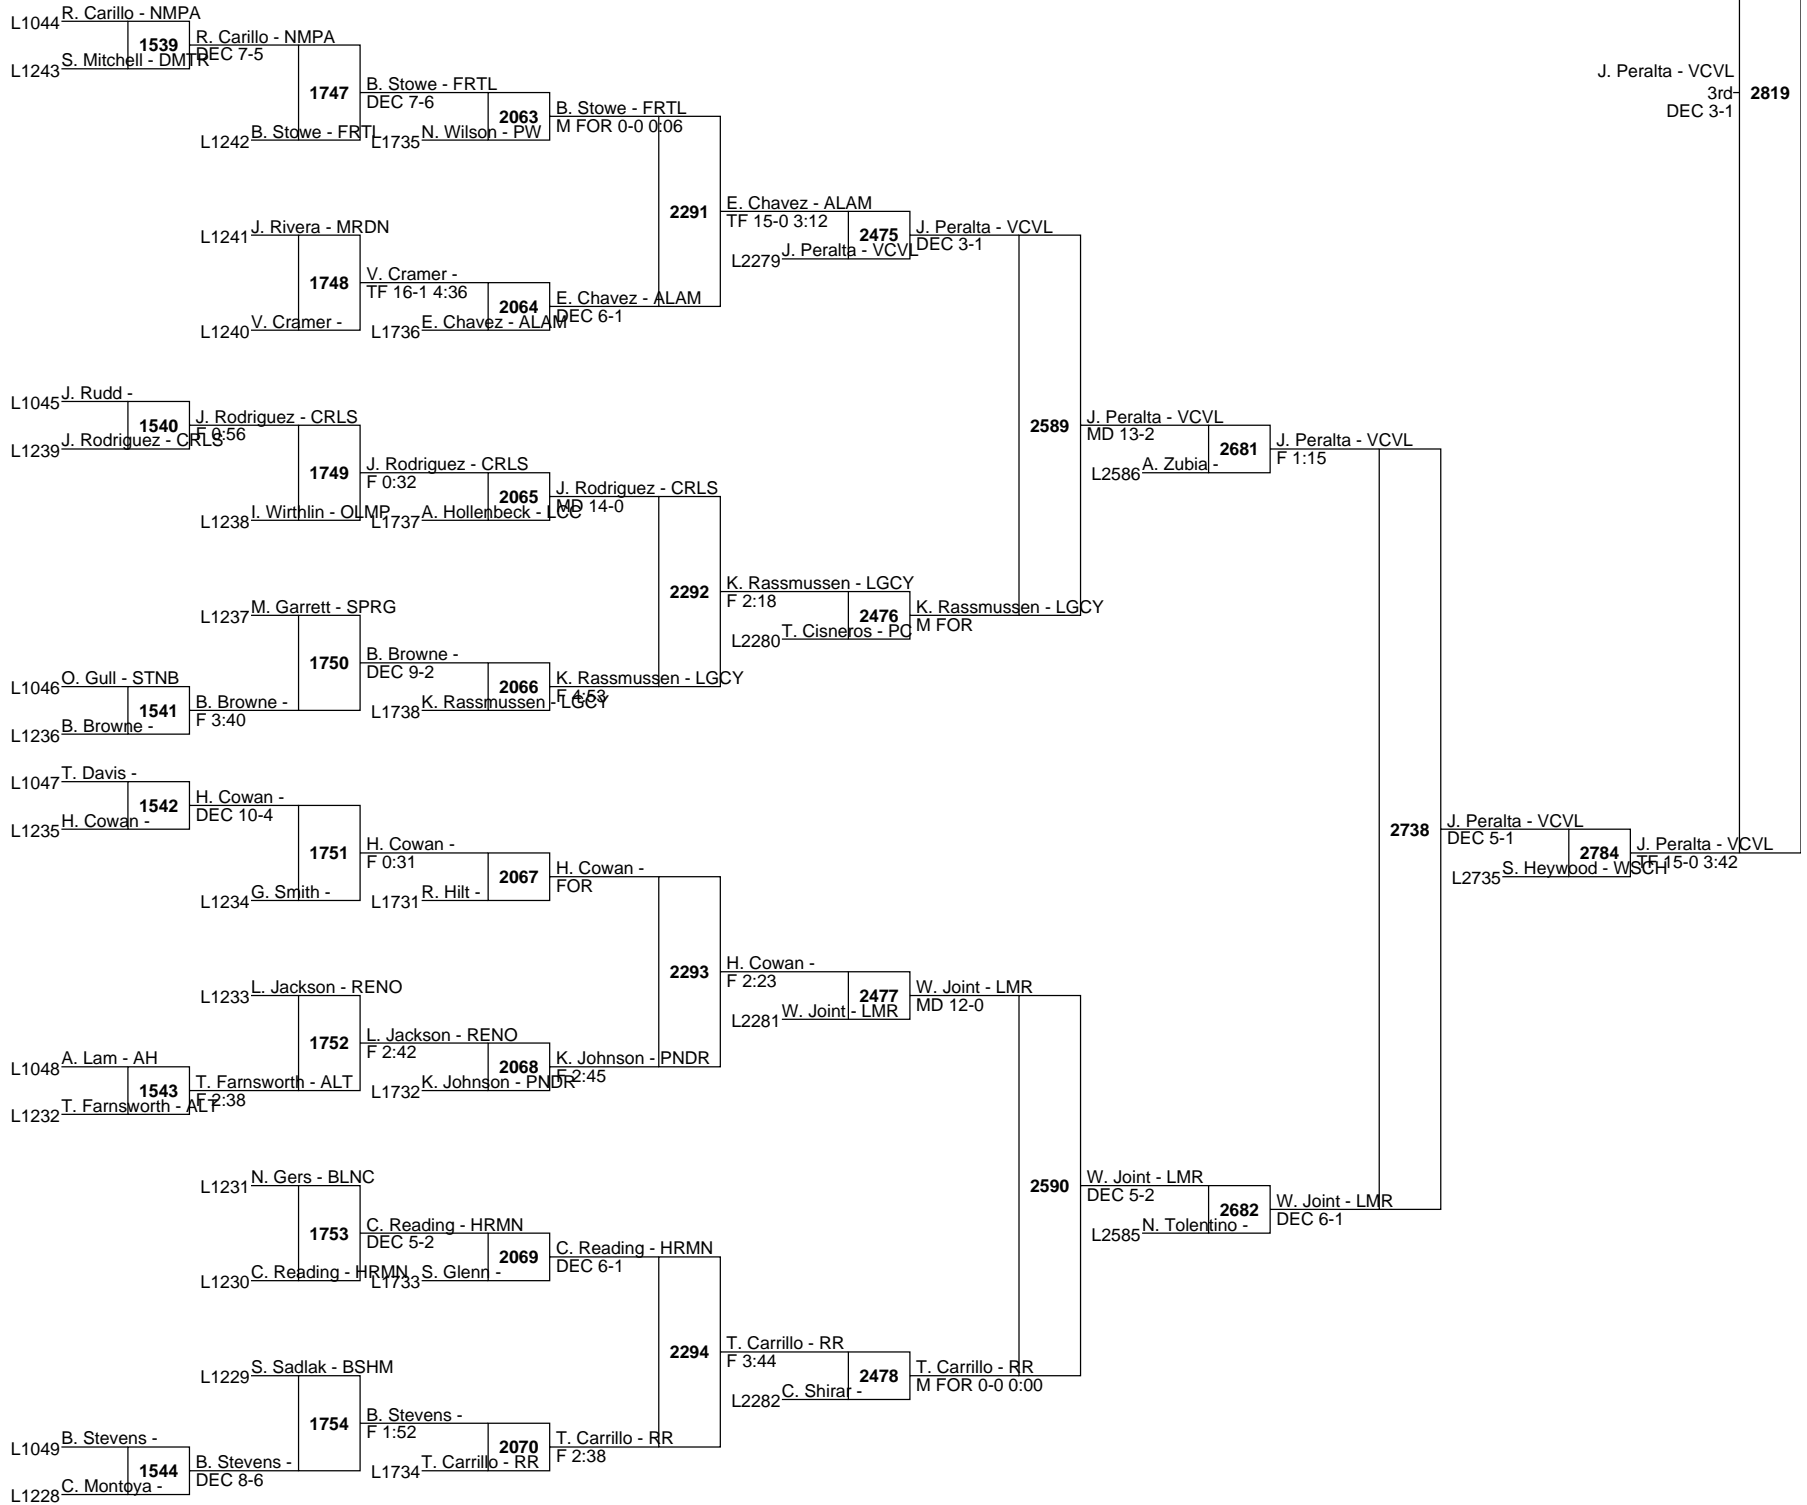 L1044 R. Carillo - NMPA
1539
L1243 S. Mitchell - DMTR
R. Carillo - NMPA
DEC 7-5
1747
L1242 B. Stowe - FRTL
B. Stowe - FRTL
DEC 7-6
2063
L1735 N. Wilson - PW
B. Stowe - FRTL
M FOR 0-0 0:06
L1241 J. Rivera - MRDN
1748
L1240 V. Cramer -
V. Cramer -
TF 16-1 4:36
2064
L1736 E. Chavez - ALAM
E. Chavez - ALAM
DEC 6-1
2291
E. Chavez - ALAM
TF 15-0 3:12
2475
L2279 J. Peralta - VCVL
J. Peralta - VCVL
DEC 3-1
L1045 J. Rudd -
1540
L1239 J. Rodriguez - CRLS
J. Rodriguez - CRLS
F 0:56
1749
L1238 I. Wirthlin - OLMP
J. Rodriguez - CRLS
F 0:32
2065
L1737 A. Hollenbeck - LCC
J. Rodriguez - CRLS
MD 14-0
L1237 M. Garrett - SPRG
1750
L1046 O. Gull - STNB
1541
L1236 B. Browne -
B. Browne -
F 3:40
B. Browne -
DEC 9-2
2066
L1738 K. Rassmussen - LGCY
K. Rassmussen - LGCY
F 4:53
2292
K. Rassmussen - LGCY
F 2:18
2476
L2280 T. Cisneros - PC
K. Rassmussen - LGCY
M FOR
2589
J. Peralta - VCVL
MD 13-2
2681
L2586 A. Zubia -
J. Peralta - VCVL
F 1:15
L1047 T. Davis -
1542
L1235 H. Cowan -
H. Cowan -
DEC 10-4
1751
L1234 G. Smith -
H. Cowan -
F 0:31
2067
L1731 R. Hilt -
H. Cowan -
FOR
L1233 L. Jackson - RENO
1752
L1048 A. Lam - AH
1543
L1232 T. Farnsworth - ALT
T. Farnsworth - ALT
F 2:38
L. Jackson - RENO
F 2:42
2068
L1732 K. Johnson - PNDR
K. Johnson - PNDR
F 2:45
2293
H. Cowan -
F 2:23
2477
L2281 W. Joint - LMR
W. Joint - LMR
MD 12-0
L1231 N. Gers - BLNC
1753
L1230 C. Reading - HRMN
C. Reading - HRMN
DEC 5-2
2069
L1733 S. Glenn -
C. Reading - HRMN
DEC 6-1
L1229 S. Sadlak - BSHM
1754
L1049 B. Stevens -
1544
L1228 C. Montoya -
B. Stevens -
DEC 8-6
B. Stevens -
F 1:52
2070
L1734 T. Carrillo - RR
T. Carrillo - RR
F 2:38
2294
T. Carrillo - RR
F 3:44
2478
L2282 C. Shirar -
T. Carrillo - RR
M FOR 0-0 0:00
2590
W. Joint - LMR
DEC 5-2
2682
L2585 N. Tolentino -
W. Joint - LMR
DEC 6-1
2738
J. Peralta - VCVL
DEC 5-1
2784
L2735 S. Heywood - WSCH
J. Peralta - VCVL
TF 15-0 3:42
J. Peralta - VCVL
3rd
DEC 3-1
2819